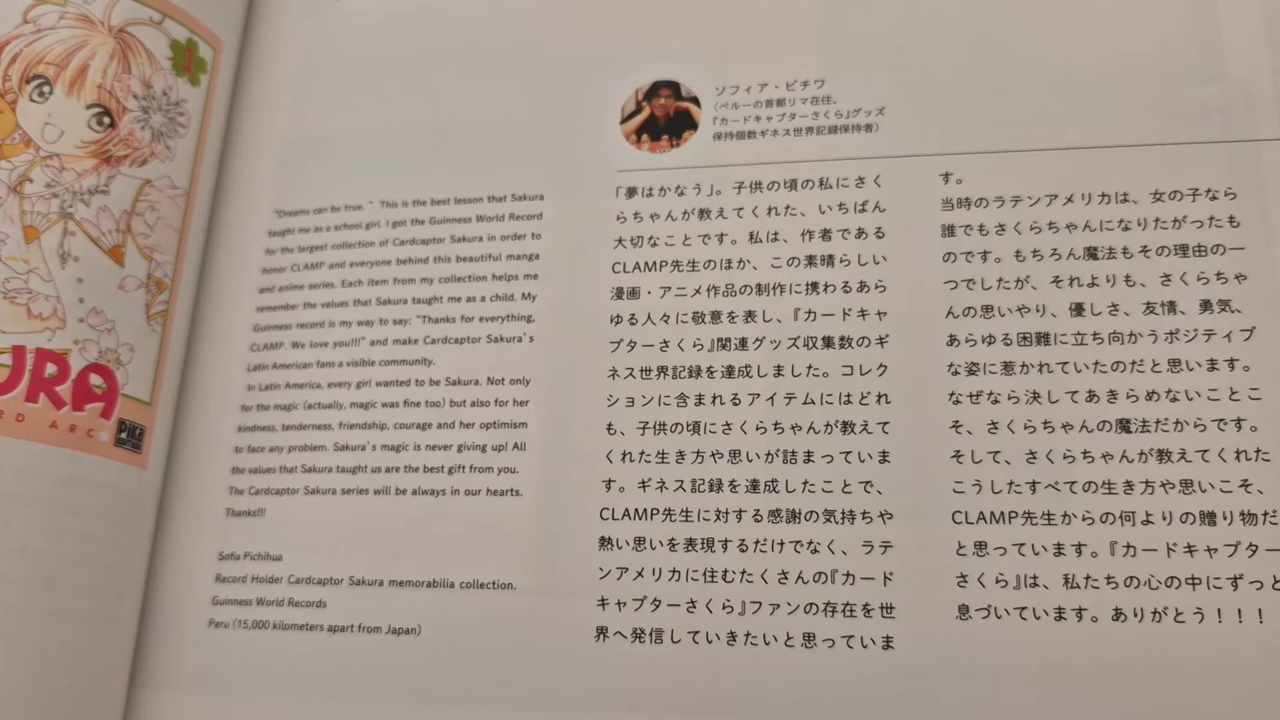 1
URA
RD ARC
Pika
EDITION
"Dreams can be true. " This is the best lesson that Sakura
taught me as a school girl. I got the Guinness World Record
for the largest collection of Cardcaptor Sakura in order to
honor CLAMP and everyone behind this beautiful manga
and anime series. Each item from my collection helps me
remember the values that Sakura taught me as a child. My
Guinness record is my way to say: "Thanks for everything,
CLAMP. We love you!!!" and make Cardcaptor Sakura's
Latin American fans a visible community.
In Latin America, every girl wanted to be Sakura. Not only
for the magic (actually, magic was fine too) but also for her
kindness, tenderness, friendship, courage and her optimism
to face any problem. Sakura's magic is never giving up! All
the values that Sakura taught us are the best gift from you.
The Cardcaptor Sakura series will be always in our hearts.
Thanks!!!
Sofia Pichihua
Record Holder Cardcaptor Sakura memorabilia collection.
Guinness World Records
Peru (15,000 kilometers apart from Japan)
ソフィア・ピチワ
(ペルーの首都リマ在住、
『カードキャプターさくら』グッズ
保持個数ギネス世界記録保持者)
「夢はかなう」。子供の頃の私にさく
らちゃんが教えてくれた、いちばん
大切なことです。私は、作者である
CLAMP先生のほか、この素晴らしい
漫画・アニメ作品の制作に携わるあら
ゆる人々に敬意を表し、『カードキャ
プターさくら』関連グッズ収集数のギ
ネス世界記録を達成しました。コレク
ションに含まれるアイテムにはどれ
も、子供の頃にさくらちゃんが教えて
くれた生き方や思いが詰まっていま
す。ギネス記録を達成したことで、
CLAMP先生に対する感謝の気持ちや
熱い思いを表現するだけでなく、ラテ
ンアメリカに住むたくさんの『カード
キャプターさくら』ファンの存在を世
界へ発信していきたいと思っていま
す。
当時のラテンアメリカは、女の子なら
誰でもさくらちゃんになりたがったも
のです。もちろん魔法もその理由の一
つでしたが、それよりも、さくらちゃ
んの思いやり、優しさ、友情、勇気、
あらゆる困難に立ち向かうポジティブ
な姿に惹かれていたのだと思います。
なぜなら決してあきらめないことこ
そ、さくらちゃんの魔法だからです。
そして、さくらちゃんが教えてくれた
こうしたすべての生き方や思いこそ、
CLAMP先生からの何よりの贈り物だ
と思っています。『カードキャプター
さくら』は、私たちの心の中にずっと
息づいています。ありがとう！！！